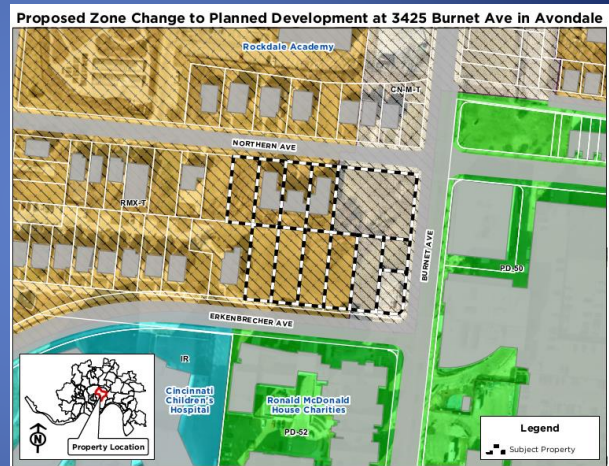 Proposed Zone Change to Planned Development at 3425 Burnet Ave in Avondale
Rockdale Academy
CN-M-T
NORTHERN AVE
RMX-T
BURNET AVE
PD-50
ERKENBRECHER AVE
IR
Cincinnati
Children's
Hospital
Ronald McDonald
House Charities
PD-52
N
Property Location
Legend
Subject Property